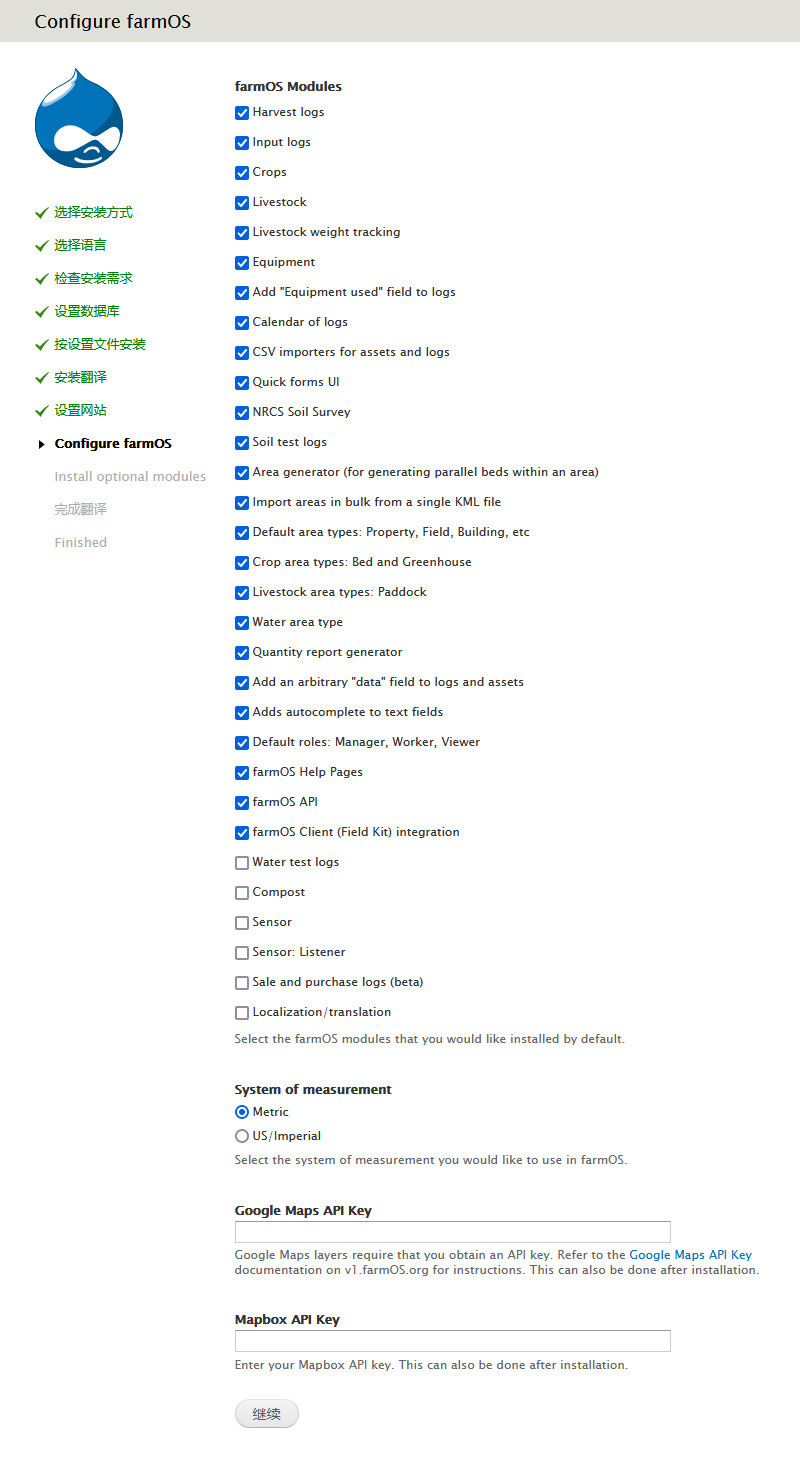 Configure farmOS
选择安装方式
选择语言
检查安装需求
设置数据库
按设置文件安装
安装翻译
设置网站
Configure farmOS
Install optional modules
完成翻译
Finished
farmOS Modules
Harvest logs
Input logs
Crops
Livestock
Livestock weight tracking
Equipment
Add "Equipment used" field to logs
Calendar of logs
CSV importers for assets and logs
Quick forms UI
NRCS Soil Survey
Soil test logs
Area generator (for generating parallel beds within an area)
Import areas in bulk from a single KML file
Default area types: Property, Field, Building, etc
Crop area types: Bed and Greenhouse
Livestock area types: Paddock
Water area type
Quantity report generator
Add an arbitrary "data" field to logs and assets
Adds autocomplete to text fields
Default roles: Manager, Worker, Viewer
farmOS Help Pages
farmOS API
farmOS Client (Field Kit) integration
Water test logs
Compost
Sensor
Sensor: Listener
Sale and purchase logs (beta)
Localization/translation
Select the farmOS modules that you would like installed by default.
System of measurement
Metric
US/Imperial
Select the system of measurement you would like to use in farmOS.
Google Maps API Key
Google Maps layers require that you obtain an API key. Refer to the Google Maps API Key
documentation on v1.farmOS.org for instructions. This can also be done after installation.
Mapbox API Key
Enter your Mapbox API key. This can also be done after installation.
继续